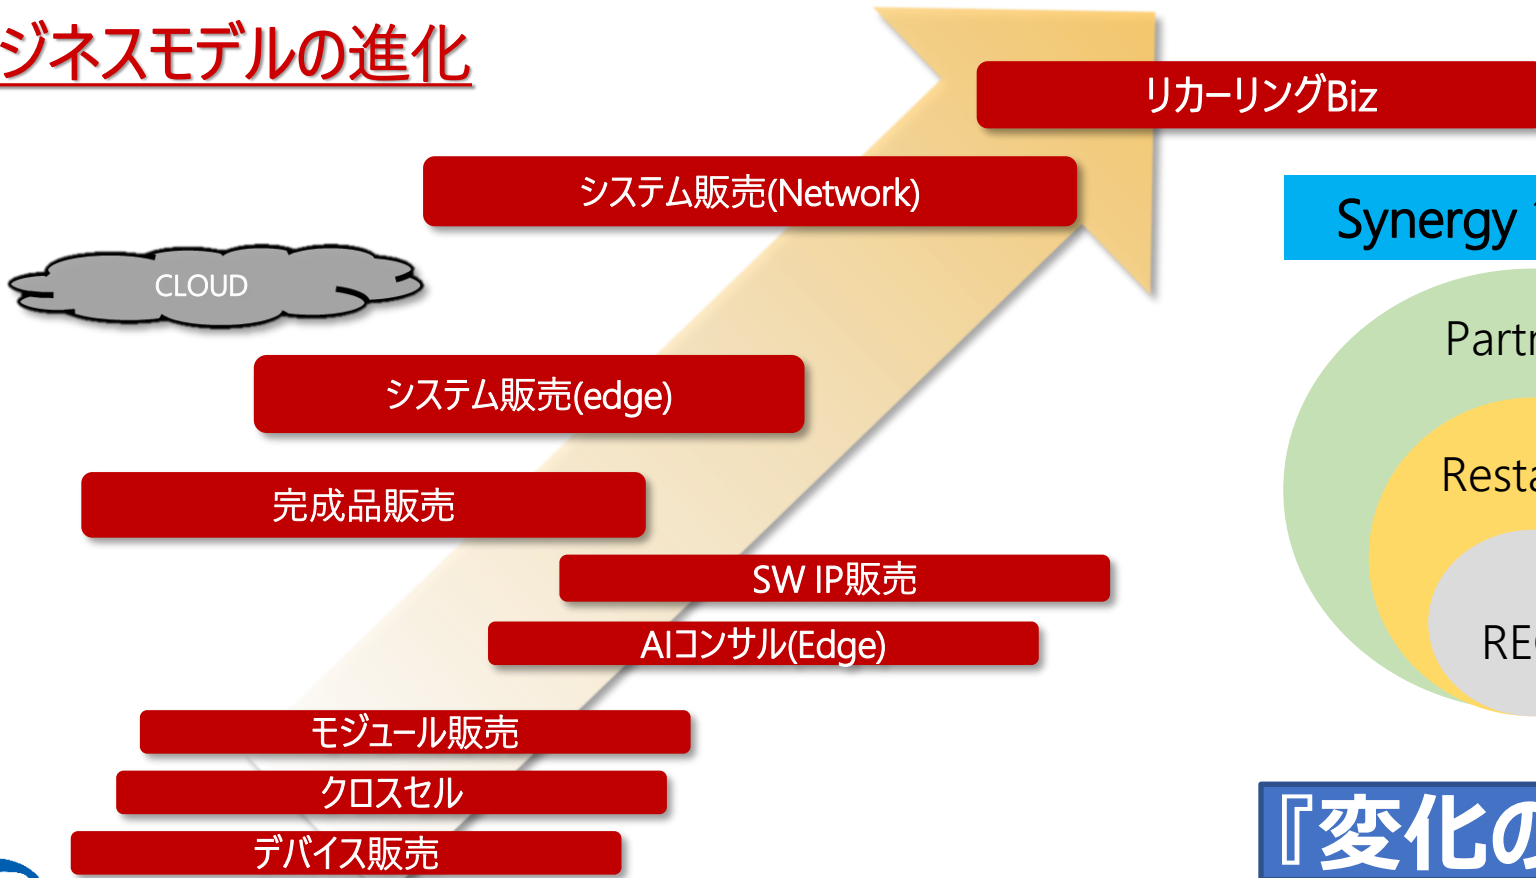 ジネスモデルの進化
リカーリングBiz
システム販売(Network)
Synergy
CLOUD
Partn
システム販売(edge)
Resta
完成品販売
SW IP販売
AIコンサル(Edge)
REC
モジュール販売
クロスセル
デバイス販売
『変化の